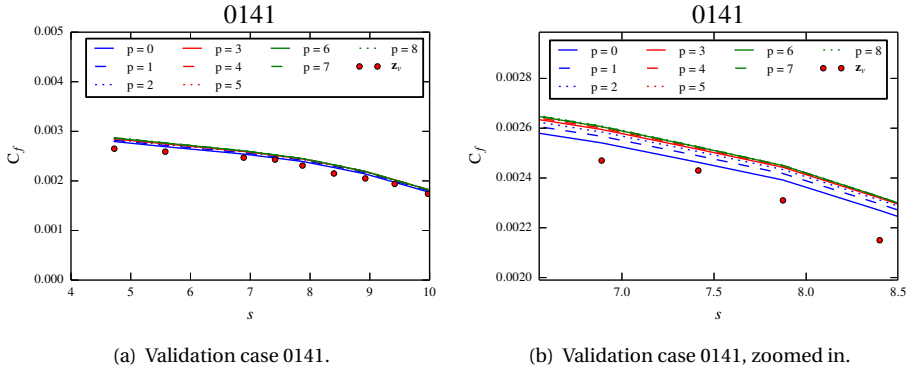 0141
p = 0 p = 3 p = 6 p = 8
p = 1 p = 4 p = 7 z_v
p = 2 p = 5
C_f
0.005
0.004
0.003
0.002
0.001
0.000
4 5 6 7 8 9 10
s
(a) Validation case 0141.
0141
p = 0 p = 3 p = 6 p = 8
p = 1 p = 4 p = 7 z_v
p = 2 p = 5
C_f
0.0028
0.0026
0.0024
0.0022
0.0020
7.0 7.5 8.0 8.5
s
(b) Validation case 0141, zoomed in.